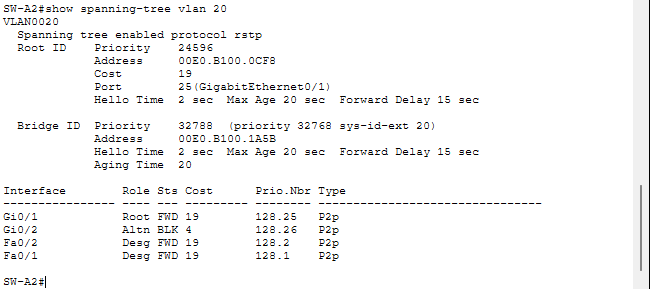 SW-A2#show spanning-tree vlan 20
VLAN0020
  Spanning tree enabled protocol rstp
  Root ID    Priority    24596
             Address     00E0.B100.0CF8
             Cost        19
             Port        25(GigabitEthernet0/1)
             Hello Time  2 sec  Max Age 20 sec  Forward Delay 15 sec

  Bridge ID  Priority    32788  (priority 32768 sys-id-ext 20)
             Address     00E0.B100.1A5B
             Hello Time  2 sec  Max Age 20 sec  Forward Delay 15 sec
             Aging Time  20

Interface        Role Sts Cost      Prio.Nbr Type
---------------- ---- --- --------- -------- --------------------------------
Gi0/1            Root FWD 19        128.25   P2p
Gi0/2            Altn BLK 4         128.26   P2p
Fa0/2            Desg FWD 19        128.2    P2p
Fa0/1            Desg FWD 19        128.1    P2p

SW-A2#